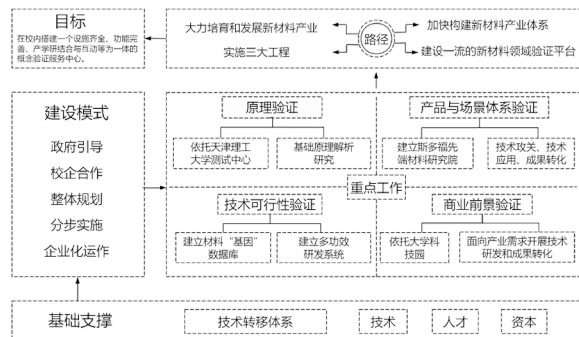 目标
在校内搭建一个设施齐全、功能完
善、产学研结合与互动等为一体的
概念验证服务中心。
大力培育和发展新材料产业
实施三大工程
路径
加快构建新材料产业体系
建设一流的新材料领域验证平台
建设模式
政府引导
校企合作
整体规划
分步实施
企业化运作
原理验证
依托天津理工
大学测试中心
基础原理解析
研究
产品与场景体系验证
建立斯多福先
端材料研究院
技术攻关、技术
应用、成果转化
重点工作
技术可行性验证
建立材料“基因”
数据库
建立多功效
研发系统
商业前景验证
依托大学科
技园
面向产业需求开展技术
研发和成果转化
基础支撑
技术转移体系
技术
人才
资本